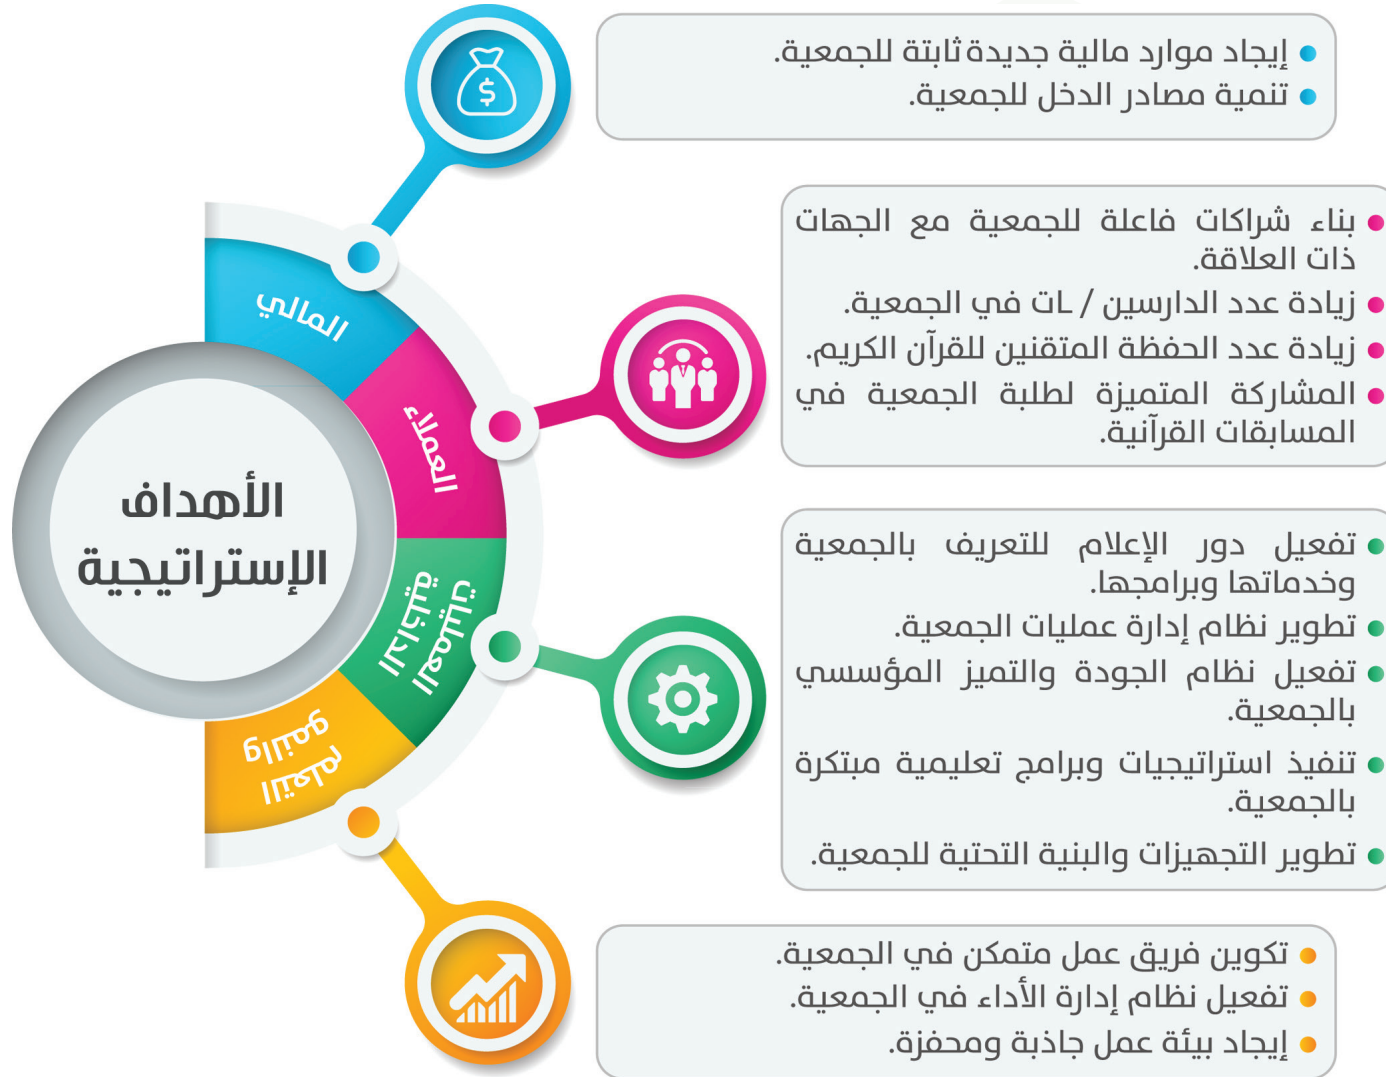 الأهداف
الإستراتيجية
المالي
إيجاد موارد مالية جديدة ثابتة للجمعية.
تنمية مصادر الدخل للجمعية.
العملاء
بناء شراكات فاعلة للجمعية مع الجهات
ذات العلاقة.
زيادة عدد الدارسين / ـات في الجمعية.
زيادة عدد الحفظة المتقنين للقرآن الكريم.
المشاركة المتميزة لطلبة الجمعية في
المسابقات القرآنية.
العمليات
الداخلية
تفعيل دور الإعلام للتعريف بالجمعية
وخدماتها وبرامجها.
تطوير نظام إدارة عمليات الجمعية.
تفعيل نظام الجودة والتميز المؤسسي
بالجمعية.
تنفيذ استراتيجيات وبرامج تعليمية مبتكرة
بالجمعية.
تطوير التجهيزات والبنية التحتية للجمعية.
التعلم
والنمو
تكوين فريق عمل متمكن في الجمعية.
تفعيل نظام إدارة الأداء في الجمعية.
إيجاد بيئة عمل جاذبة ومحفزة.